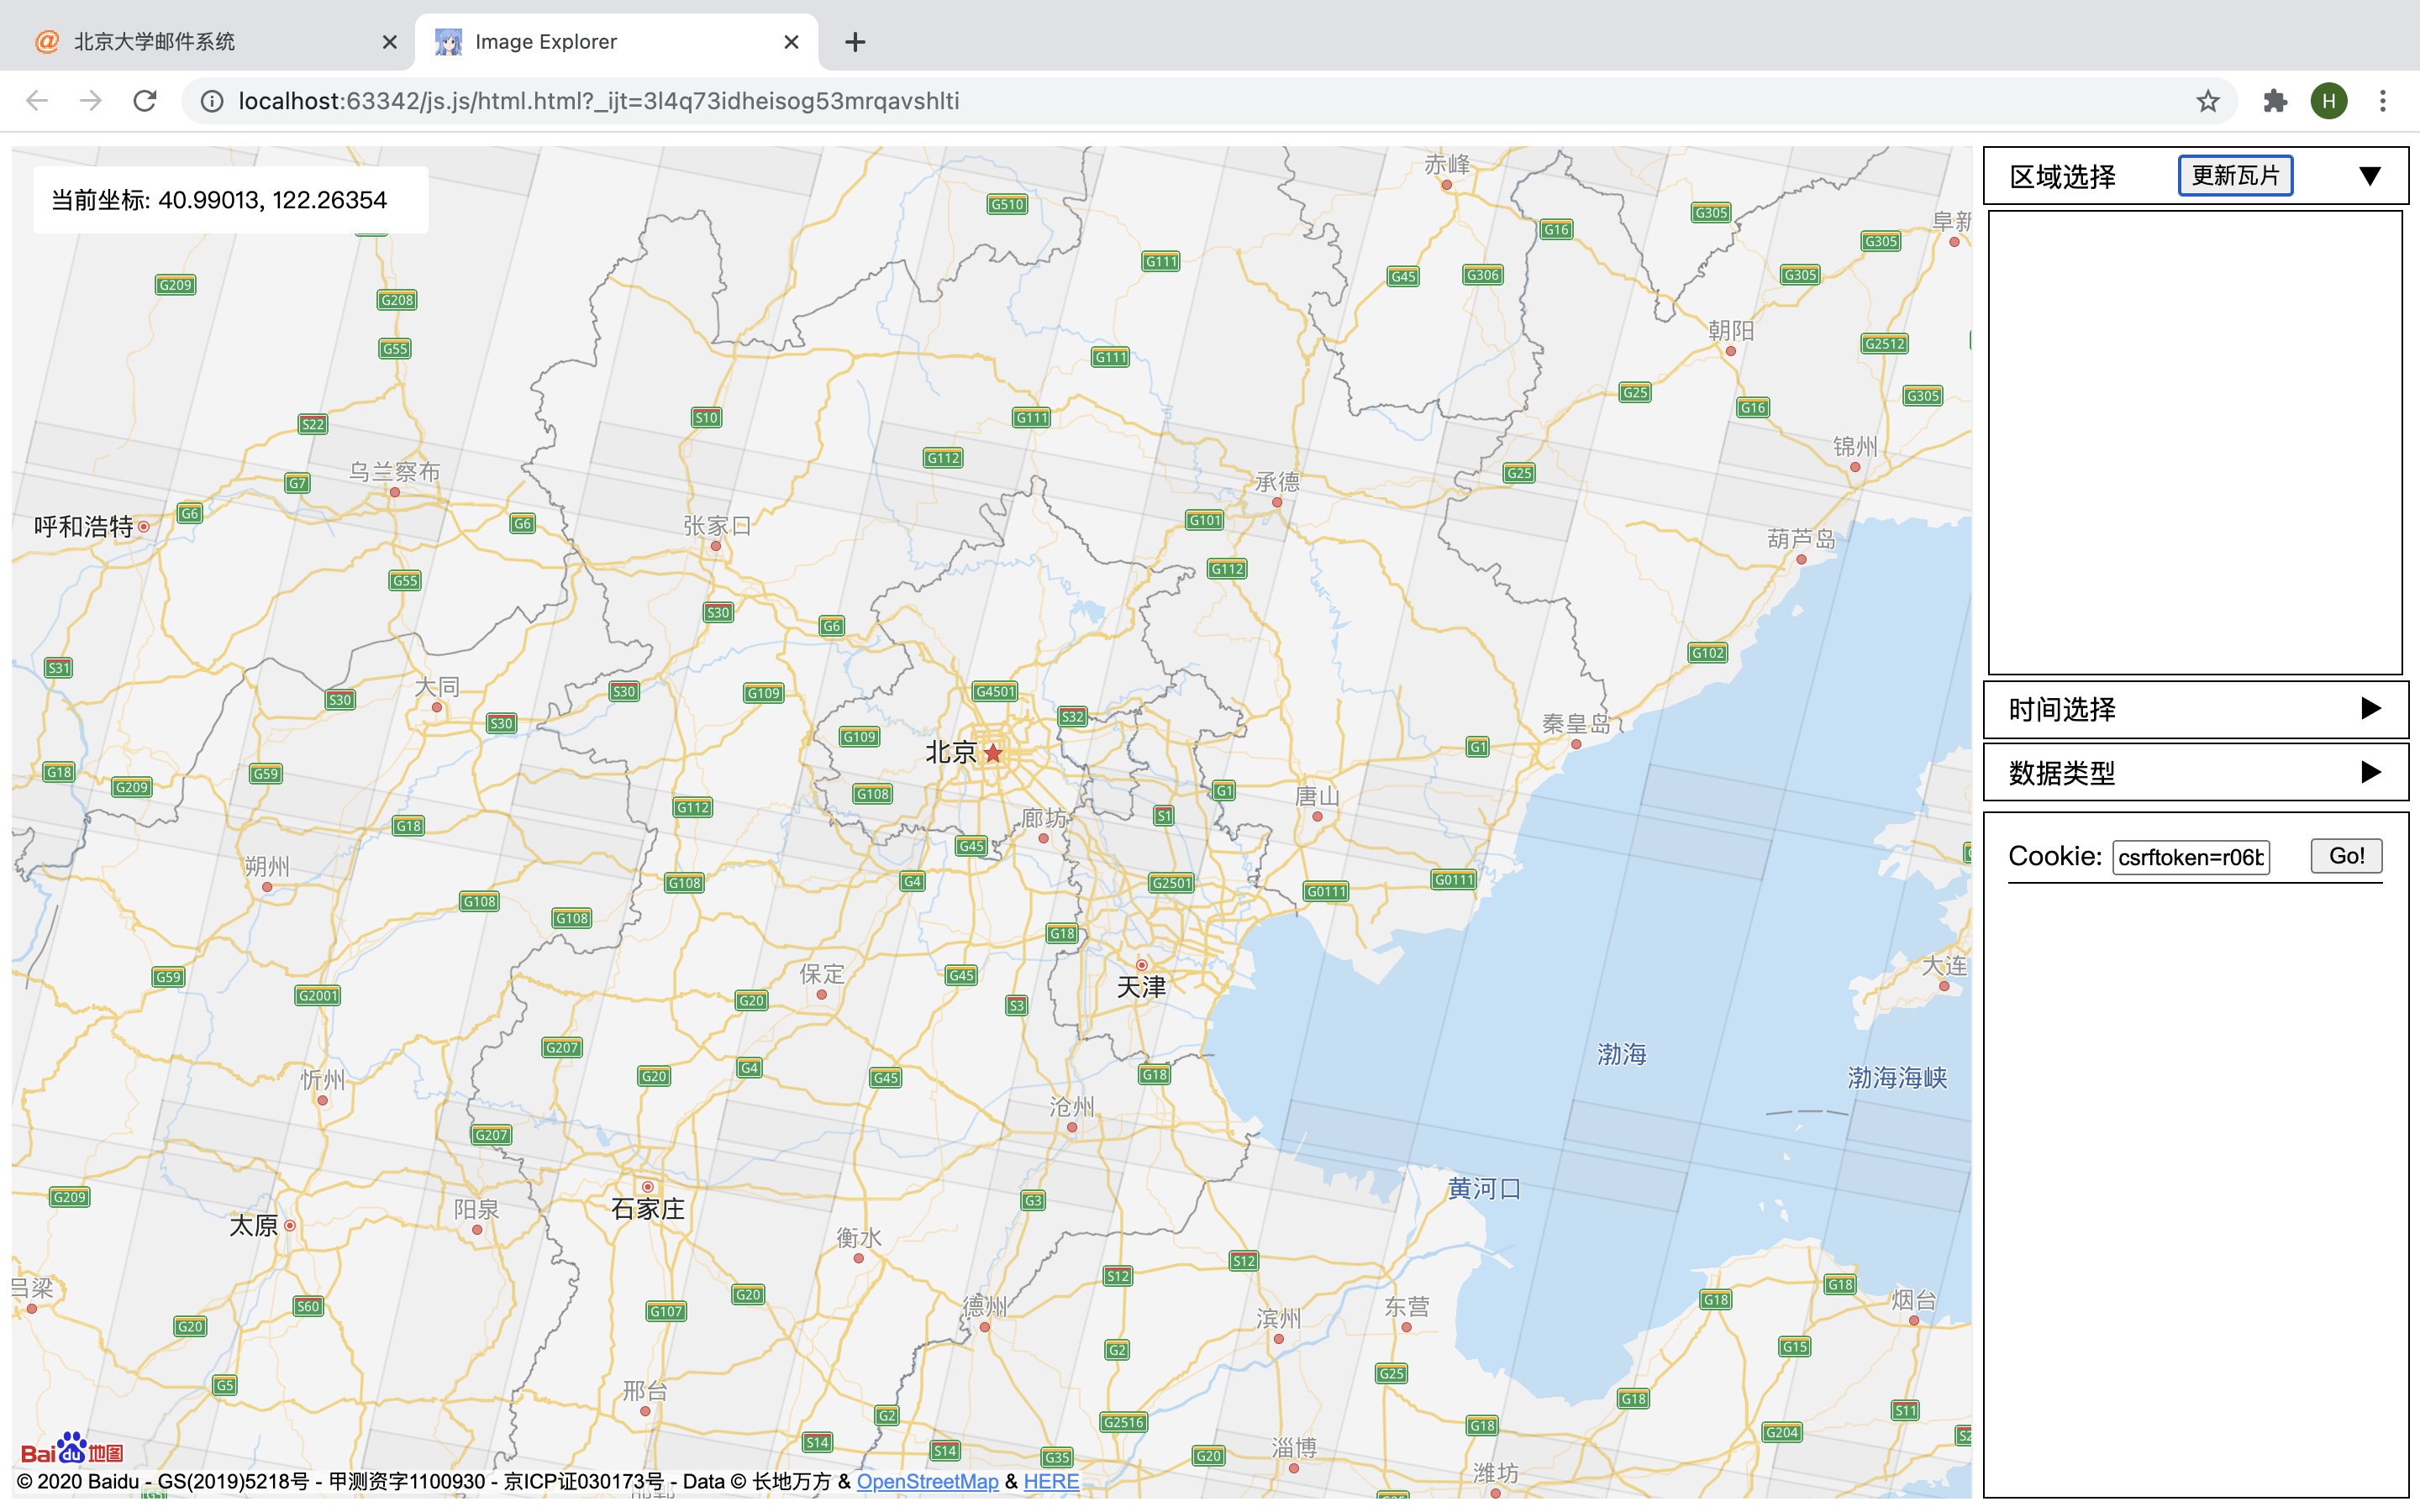 北京大学邮件系统
Image Explorer
localhost:63342/js.js/html.html?_ijt=3l4q73idheisog53mrqavshlti
H
当前坐标: 40.99013, 122.26354
区域选择
更新瓦片
时间选择
数据类型
Cookie: csrftoken=r06b
Go!
赤峰
G510
G305
G16
阜新
G305
G111
G209
G45
G306
G305
G208
朝阳
G2512
G55
G111
G25
G305
S10
G111
G16
S22
锦州
G112
乌兰察布
G25
G7
承德
G6
呼和浩特
G6
张家口
G101
葫芦岛
G112
G55
S30
G6
G102
S31
大同
S30
S30
G109
G4501
S30
S32
秦皇岛
G109
北京
G1
G18
G209
G59
G108
G1
唐山
G112
S1
廊坊
G18
G45
朔州
G108
G4
G2501
G0111
G0111
G108
G108
G18
G59
保定
G45
大连
天津
G2001
G20
S3
G207
渤海
G20
G4
G45
G18
渤海海峡
忻州
沧州
G207
黄河口
G209
阳泉
石家庄
G3
太原
衡水
S12
S12
吕梁
G20
G18
G18
S60
G107
德州
滨州
东营
烟台
G20
G2
G15
G5
G25
邢台
G18
S11
G2
G2516
G18
G204
S14
S14
G35
G20
淄博
潍坊
Bai du 地图
© 2020 Baidu - GS(2019)5218号 - 甲测资字1100930 - 京ICP证030173号 - Data © 长地万方 & OpenStreetMap & HERE